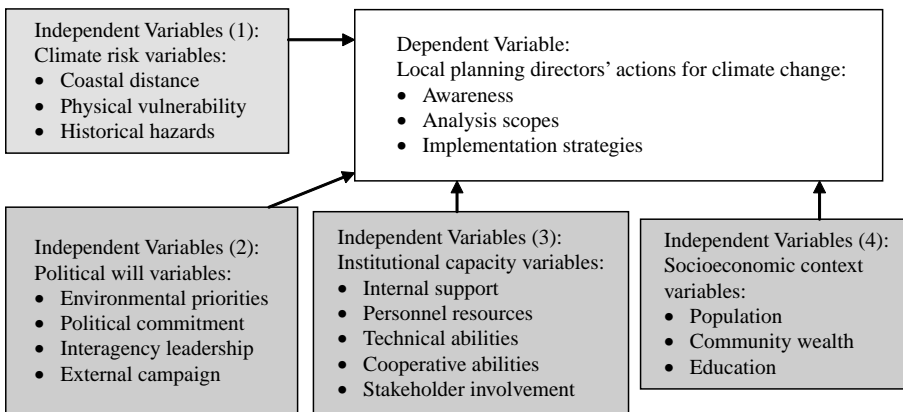 Independent Variables (1):
Climate risk variables:
• Coastal distance
• Physical vulnerability
• Historical hazards
Dependent Variable:
Local planning directors' actions for climate change:
• Awareness
• Analysis scopes
• Implementation strategies
Independent Variables (2):
Political will variables:
• Environmental priorities
• Political commitment
• Interagency leadership
• External campaign
Independent Variables (3):
Institutional capacity variables:
• Internal support
• Personnel resources
• Technical abilities
• Cooperative abilities
• Stakeholder involvement
Independent Variables (4):
Socioeconomic context
variables:
• Population
• Community wealth
• Education